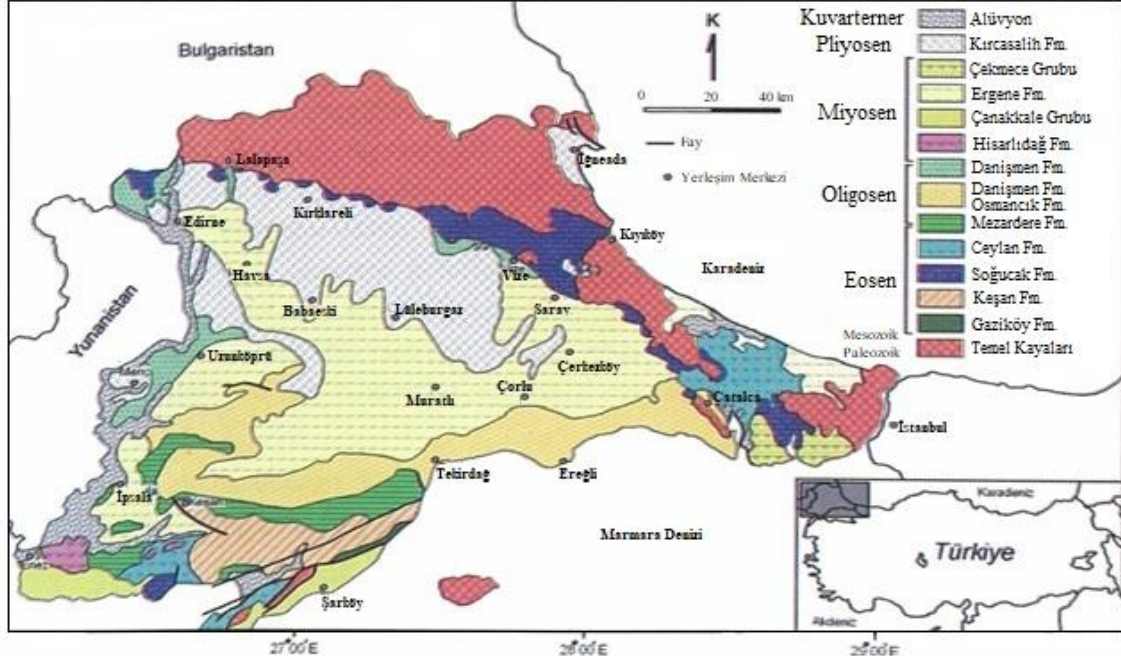 Bulgaristan
K
0 20 40 km
Fay
Yerleşim Merkezi
Kuvarterner
Pliyosen
Miyosen
Oligosen
Eosen
Mesozoik
Paleozoik
Alüvyon
Kırcasalih Fm.
Çekmece Grubu
Ergene Fm.
Çanakkale Grubu
Hisarlıdağ Fm.
Danişmen Fm.
Danişmen Fm.
Osmancık Fm.
Mezardere Fm.
Ceylan Fm.
Soğucak Fm.
Keşan Fm.
Gaziköy Fm.
Temel Kayaları
Lalapaşa
İğneada
Kırklareli
Edirne
Kıyıköy
Karadeniz
Vize
Havsa
Babaeski
Lüleburgaz
Saray
Yunanistan
Uzunköprü
Çerkezköy
Muratlı
Çorlu
Çatalca
İstanbul
Tekirdağ
Ereğli
İpsala
Marmara Denizi
Şarköy
Karadeniz
Türkiye
Akdeniz
27°00'E
28°00'E
29°00'E